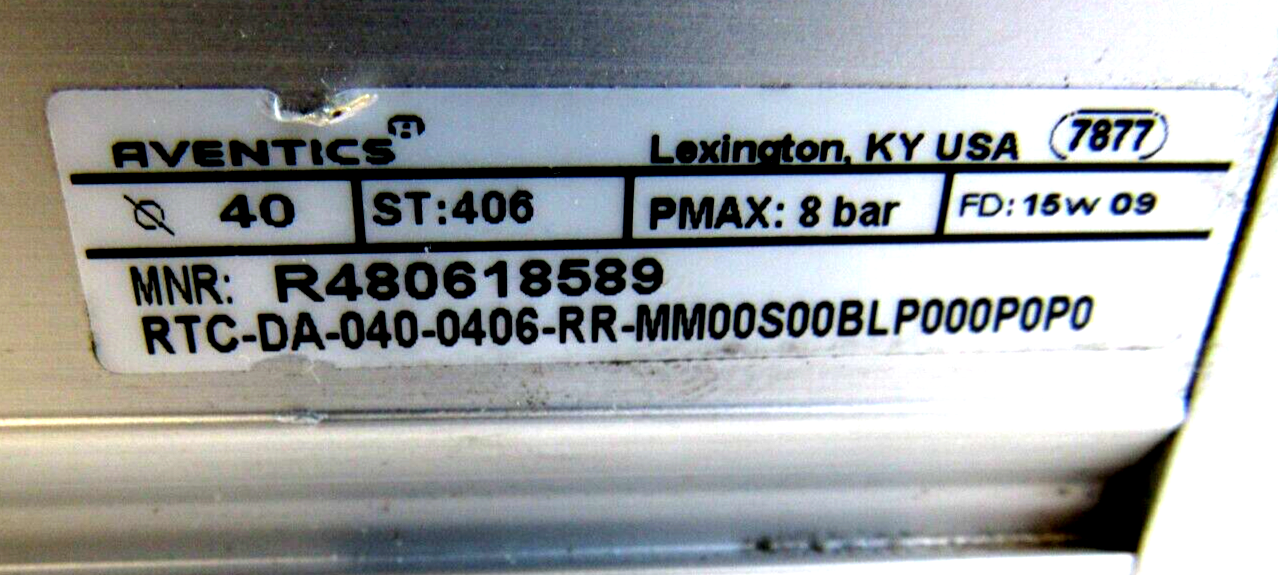 AVENTICS Lexington, KY USA 7877
⌀ 40 ST:406 PMAX: 8 bar FD: 15W 09
MNR: R480618589
RTC-DA-040-0406-RR-MM00S00BLP000P0P0